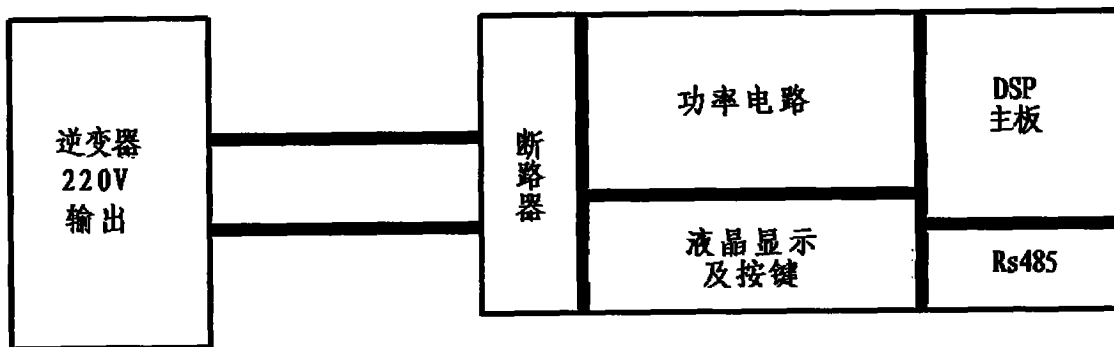 逆变器
220V
输出
断路器
功率电路
液晶显示
及按键
DSP
主板
Rs485